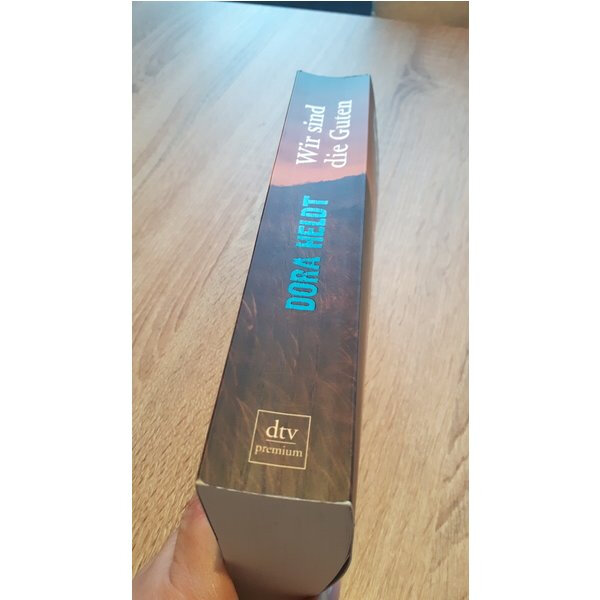 Wir sind
die Guten
DORA HELDT
dtv
premium